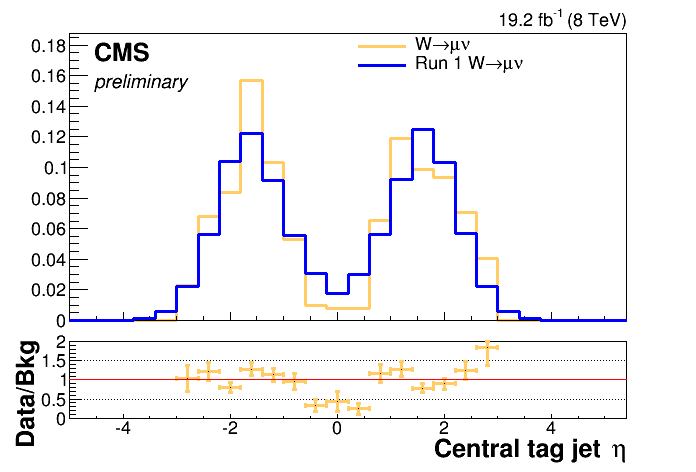 19.2 fb⁻¹ (8 TeV)
CMS
preliminary
W→μν
Run 1 W→μν
0.18
0.16
0.14
0.12
0.1
0.08
0.06
0.04
0.02
0
Data/Bkg
2
1.5
1
0.5
0
-4 -2 0 2 4
Central tag jet η